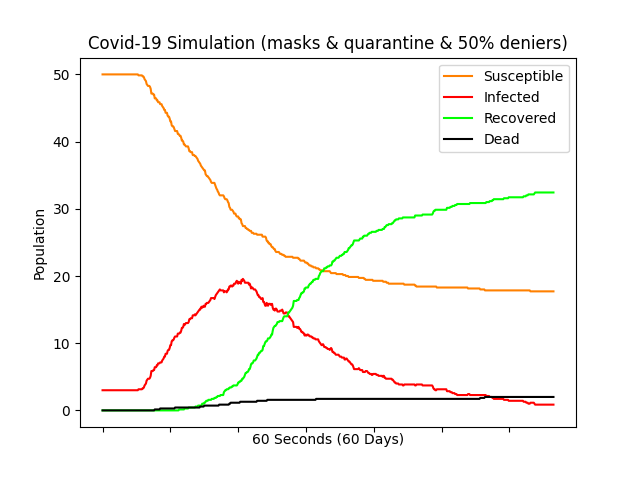 Covid-19 Simulation (masks & quarantine & 50% deniers)
Susceptible
Infected
Recovered
Dead
50
40
30
20
10
0
Population
60 Seconds (60 Days)